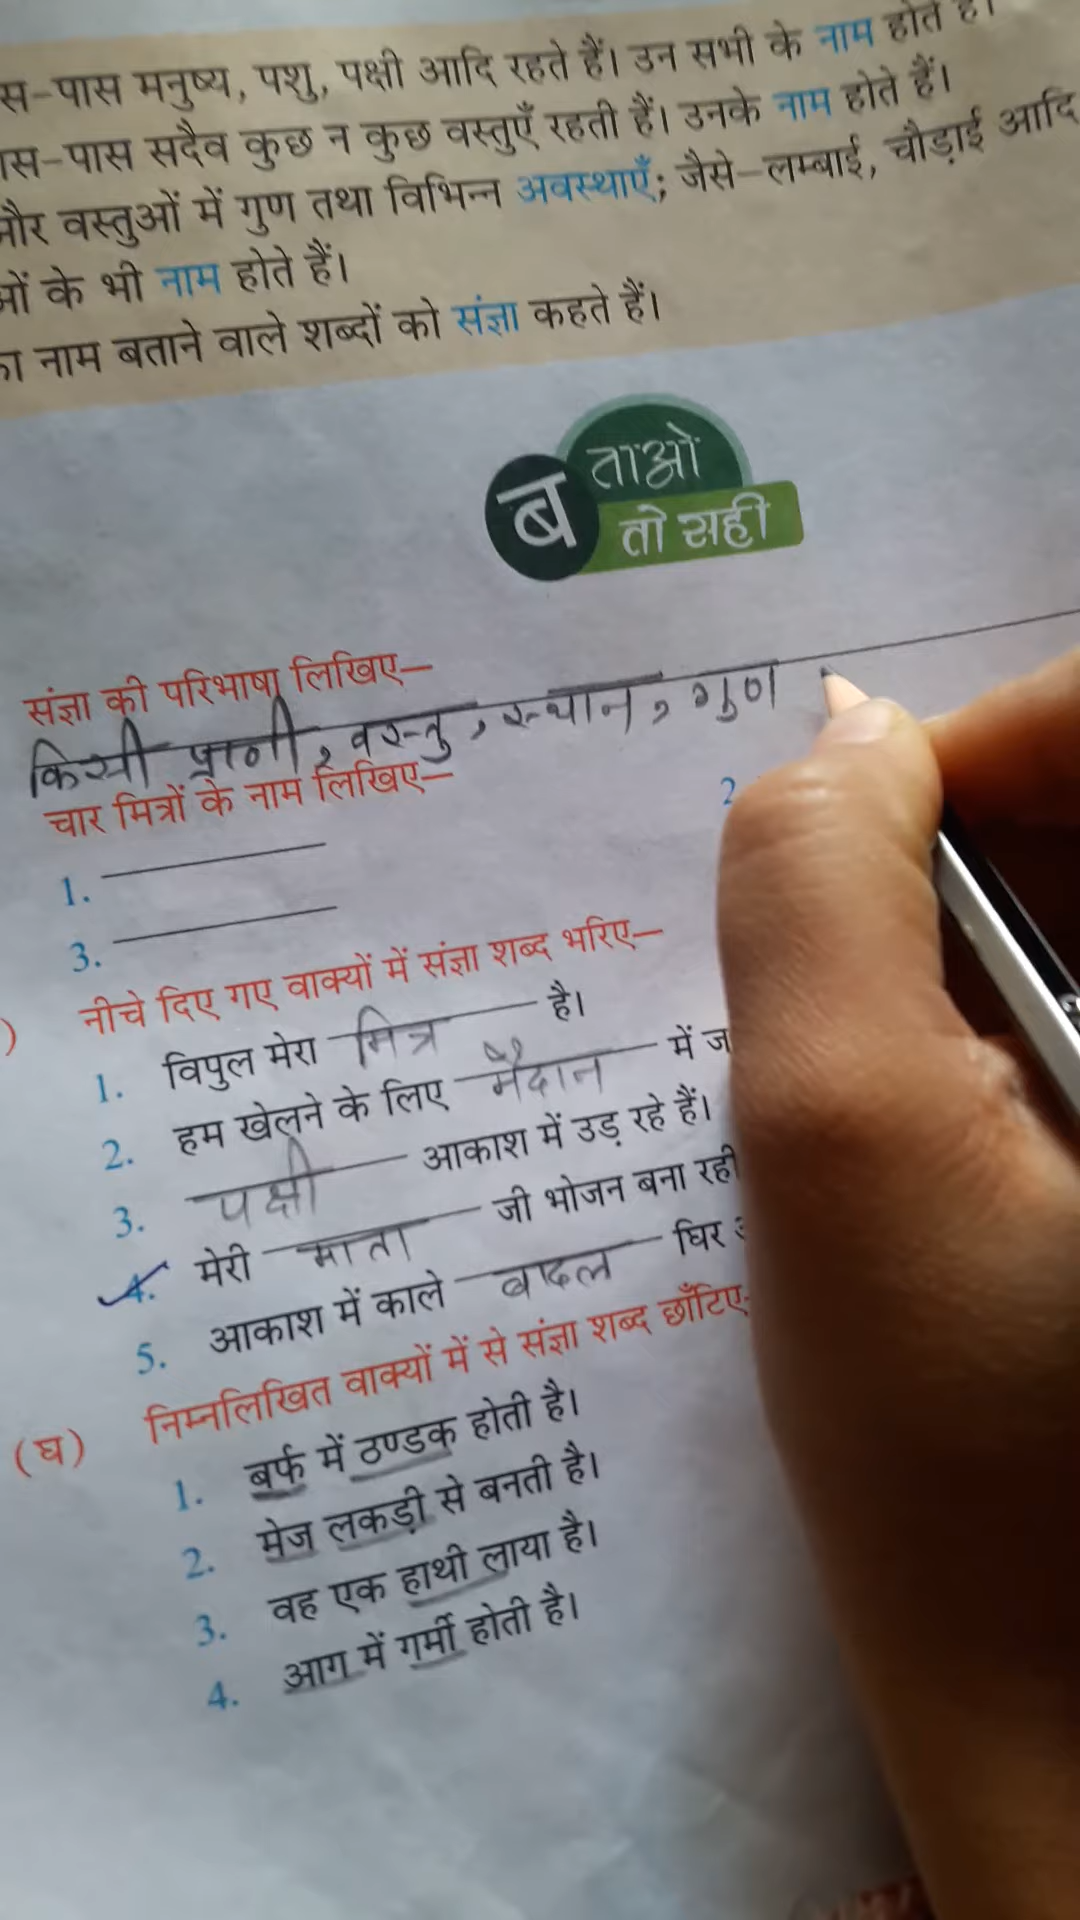 स-पास मनुष्य, पशु, पक्षी आदि रहते हैं। उन सभी के नाम होते हैं।
स-पास सदैव कुछ न कुछ वस्तुएँ रहती हैं। उनके नाम होते हैं।
और वस्तुओं में गुण तथा विभिन्न अवस्थाएँ; जैसे-लम्बाई, चौड़ाई आदि
ओं के भी नाम होते हैं।
का नाम बताने वाले शब्दों को संज्ञा कहते हैं।
बताओ
तो सही
संज्ञा की परिभाषा लिखिए—
किसी प्राणी, वस्तु, स्थान, गुण
चार मित्रों के नाम लिखिए—
1.
2
3.
) नीचे दिए गए वाक्यों में संज्ञा शब्द भरिए—
1. विपुल मेरा मित्र है।
2. हम खेलने के लिए मैदान में ज
3. पक्षी आकाश में उड़ रहे हैं।
4. मेरी माता जी भोजन बना रही
5. आकाश में काले बादल घिर
(घ) निम्नलिखित वाक्यों में से संज्ञा शब्द छाँटिए-
1. बर्फ में ठण्डक होती है।
2. मेज लकड़ी से बनती है।
3. वह एक हाथी लाया है।
4. आग में गर्मी होती है।